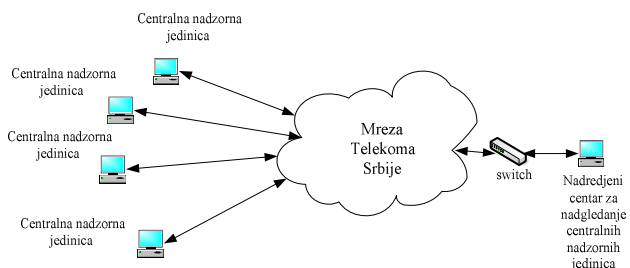 Centralna nadzorna
jedinica
Centralna nadzorna
jedinica
Centralna nadzorna
jedinica
Centralna nadzorna
jedinica
Mreza
Telekoma
Srbije
switch
Nadredjeni
centar za
nadgledanje
centralnih
nadzornih
jedinica